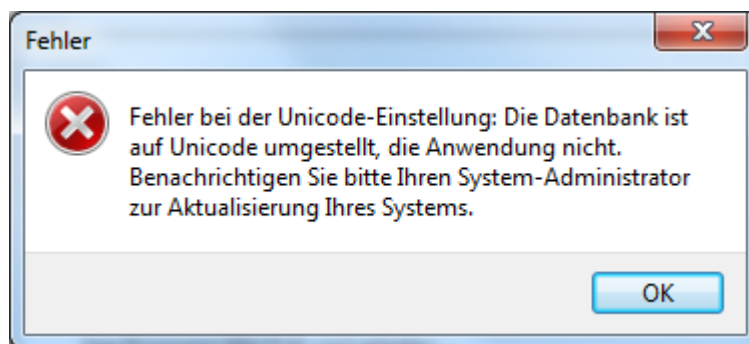 Fehler
Fehler bei der Unicode-Einstellung: Die Datenbank ist
auf Unicode umgestellt, die Anwendung nicht.
Benachrichtigen Sie bitte Ihren System-Administrator
zur Aktualisierung Ihres Systems.
OK